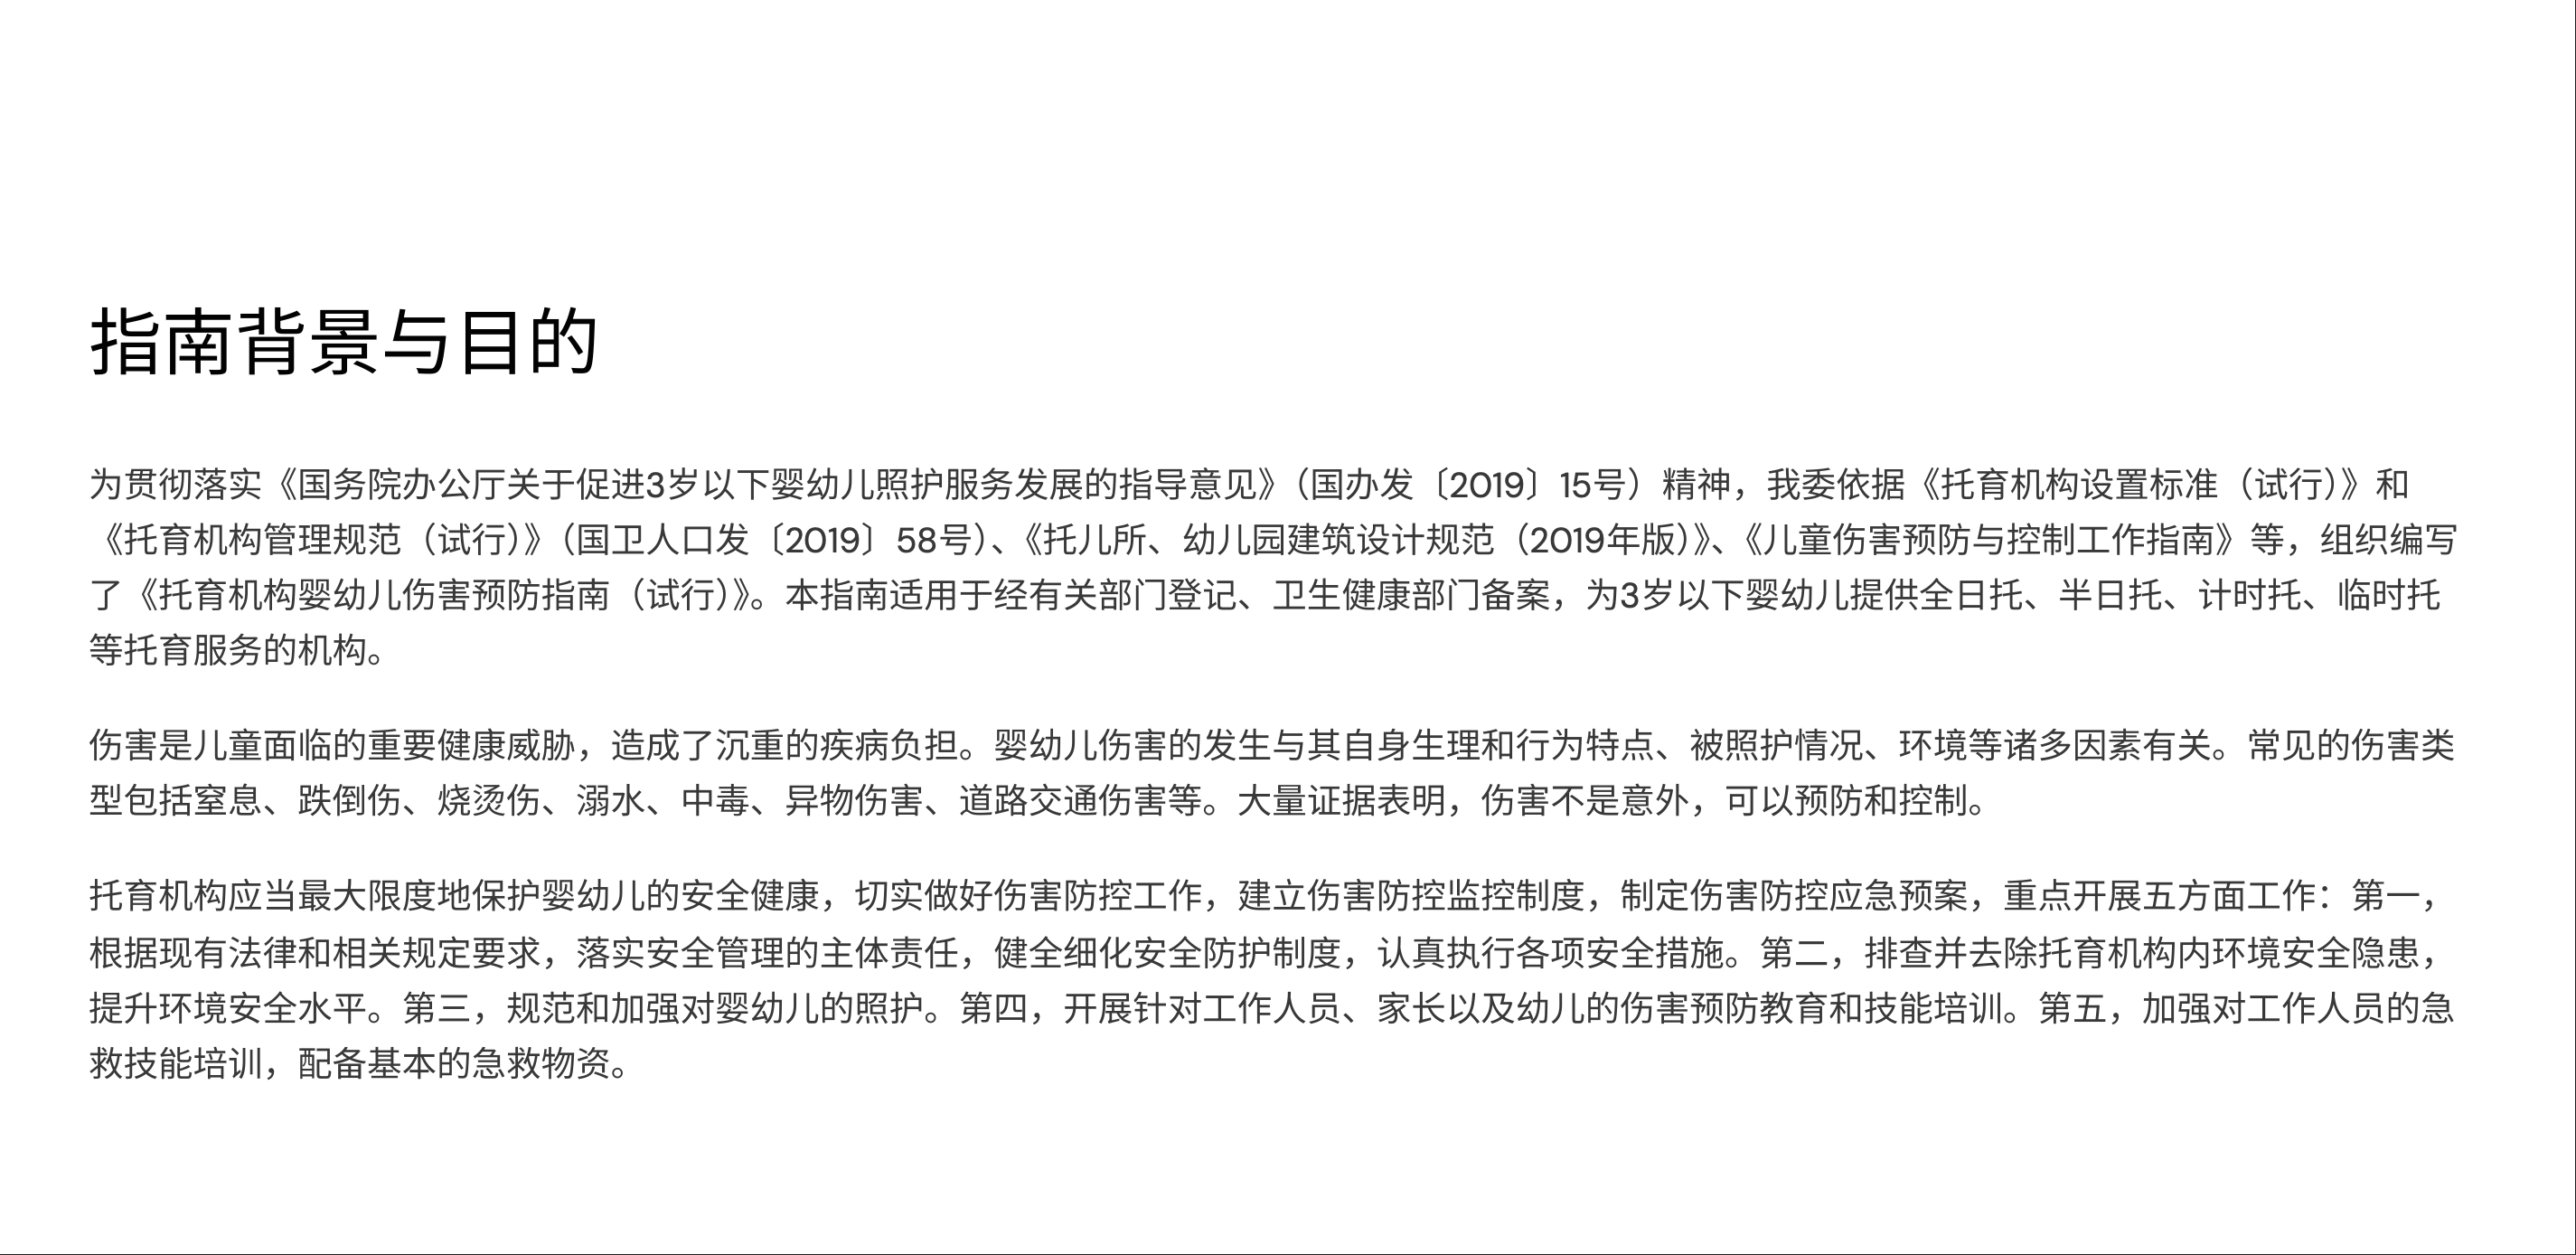 指南背景与目的
为贯彻落实《国务院办公厅关于促进3岁以下婴幼儿照护服务发展的指导意见》（国办发〔2019〕15号）精神，我委依据《托育机构设置标准（试行）》和
《托育机构管理规范（试行）》（国卫人口发〔2019〕58号）、《托儿所、幼儿园建筑设计规范（2019年版）》、《儿童伤害预防与控制工作指南》等，组织编写
了《托育机构婴幼儿伤害预防指南（试行）》。本指南适用于经有关部门登记、卫生健康部门备案，为3岁以下婴幼儿提供全日托、半日托、计时托、临时托
等托育服务的机构。
伤害是儿童面临的重要健康威胁，造成了沉重的疾病负担。婴幼儿伤害的发生与其自身生理和行为特点、被照护情况、环境等诸多因素有关。常见的伤害类
型包括窒息、跌倒伤、烧烫伤、溺水、中毒、异物伤害、道路交通伤害等。大量证据表明，伤害不是意外，可以预防和控制。
托育机构应当最大限度地保护婴幼儿的安全健康，切实做好伤害防控工作，建立伤害防控监控制度，制定伤害防控应急预案，重点开展五方面工作：第一，
根据现有法律和相关规定要求，落实安全管理的主体责任，健全细化安全防护制度，认真执行各项安全措施。第二，排查并去除托育机构内环境安全隐患，
提升环境安全水平。第三，规范和加强对婴幼儿的照护。第四，开展针对工作人员、家长以及幼儿的伤害预防教育和技能培训。第五，加强对工作人员的急
救技能培训，配备基本的急救物资。